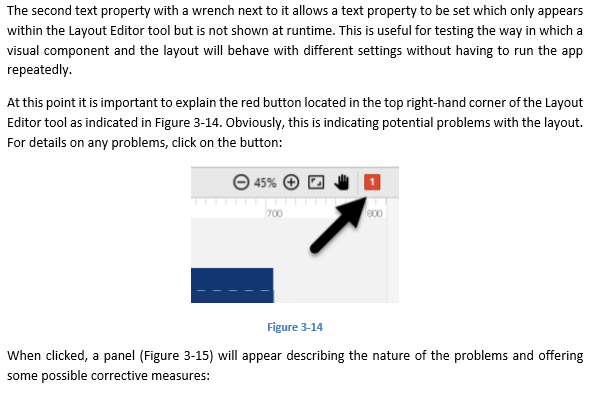 The second text property with a wrench next to it allows a text property to be set which only appears
within the Layout Editor tool but is not shown at runtime. This is useful for testing the way in which a
visual component and the layout will behave with different settings without having to run the app
repeatedly.
At this point it is important to explain the red button located in the top right-hand corner of the Layout
Editor tool as indicated in Figure 3-14. Obviously, this is indicating potential problems with the layout.
For details on any problems, click on the button:
45% 1
700 800
Figure 3-14
When clicked, a panel (Figure 3-15) will appear describing the nature of the problems and offering
some possible corrective measures: